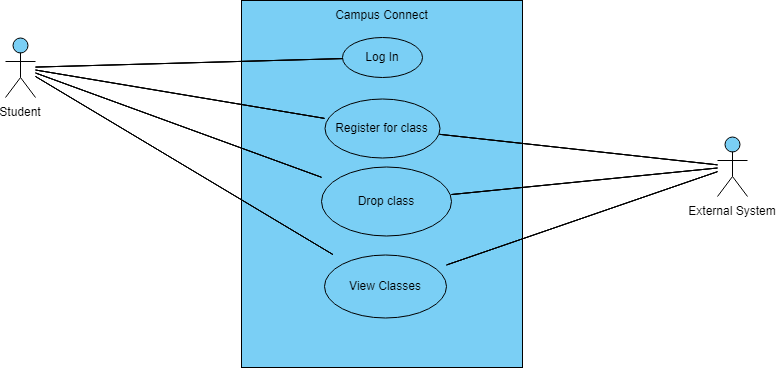 Campus Connect
Log In
Student
Register for class
Drop class
External System
View Classes